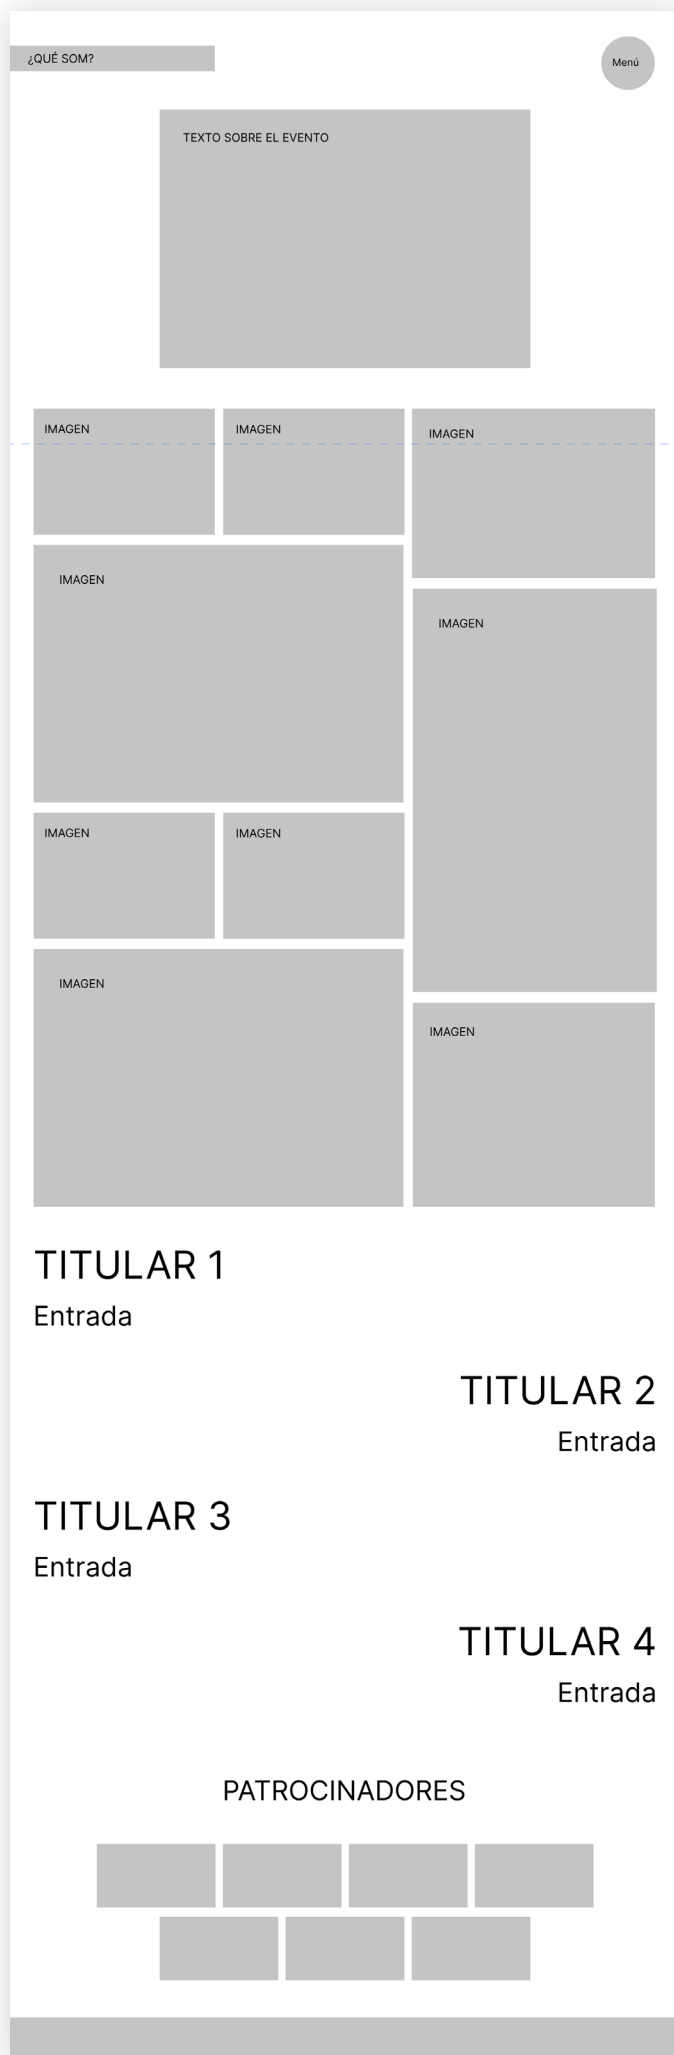 ¿QUÉ SOM?
Menú
TEXTO SOBRE EL EVENTO
IMAGEN
IMAGEN
IMAGEN
IMAGEN
IMAGEN
IMAGEN
IMAGEN
IMAGEN
IMAGEN
TITULAR 1
Entrada
TITULAR 2
Entrada
TITULAR 3
Entrada
TITULAR 4
Entrada
PATROCINADORES